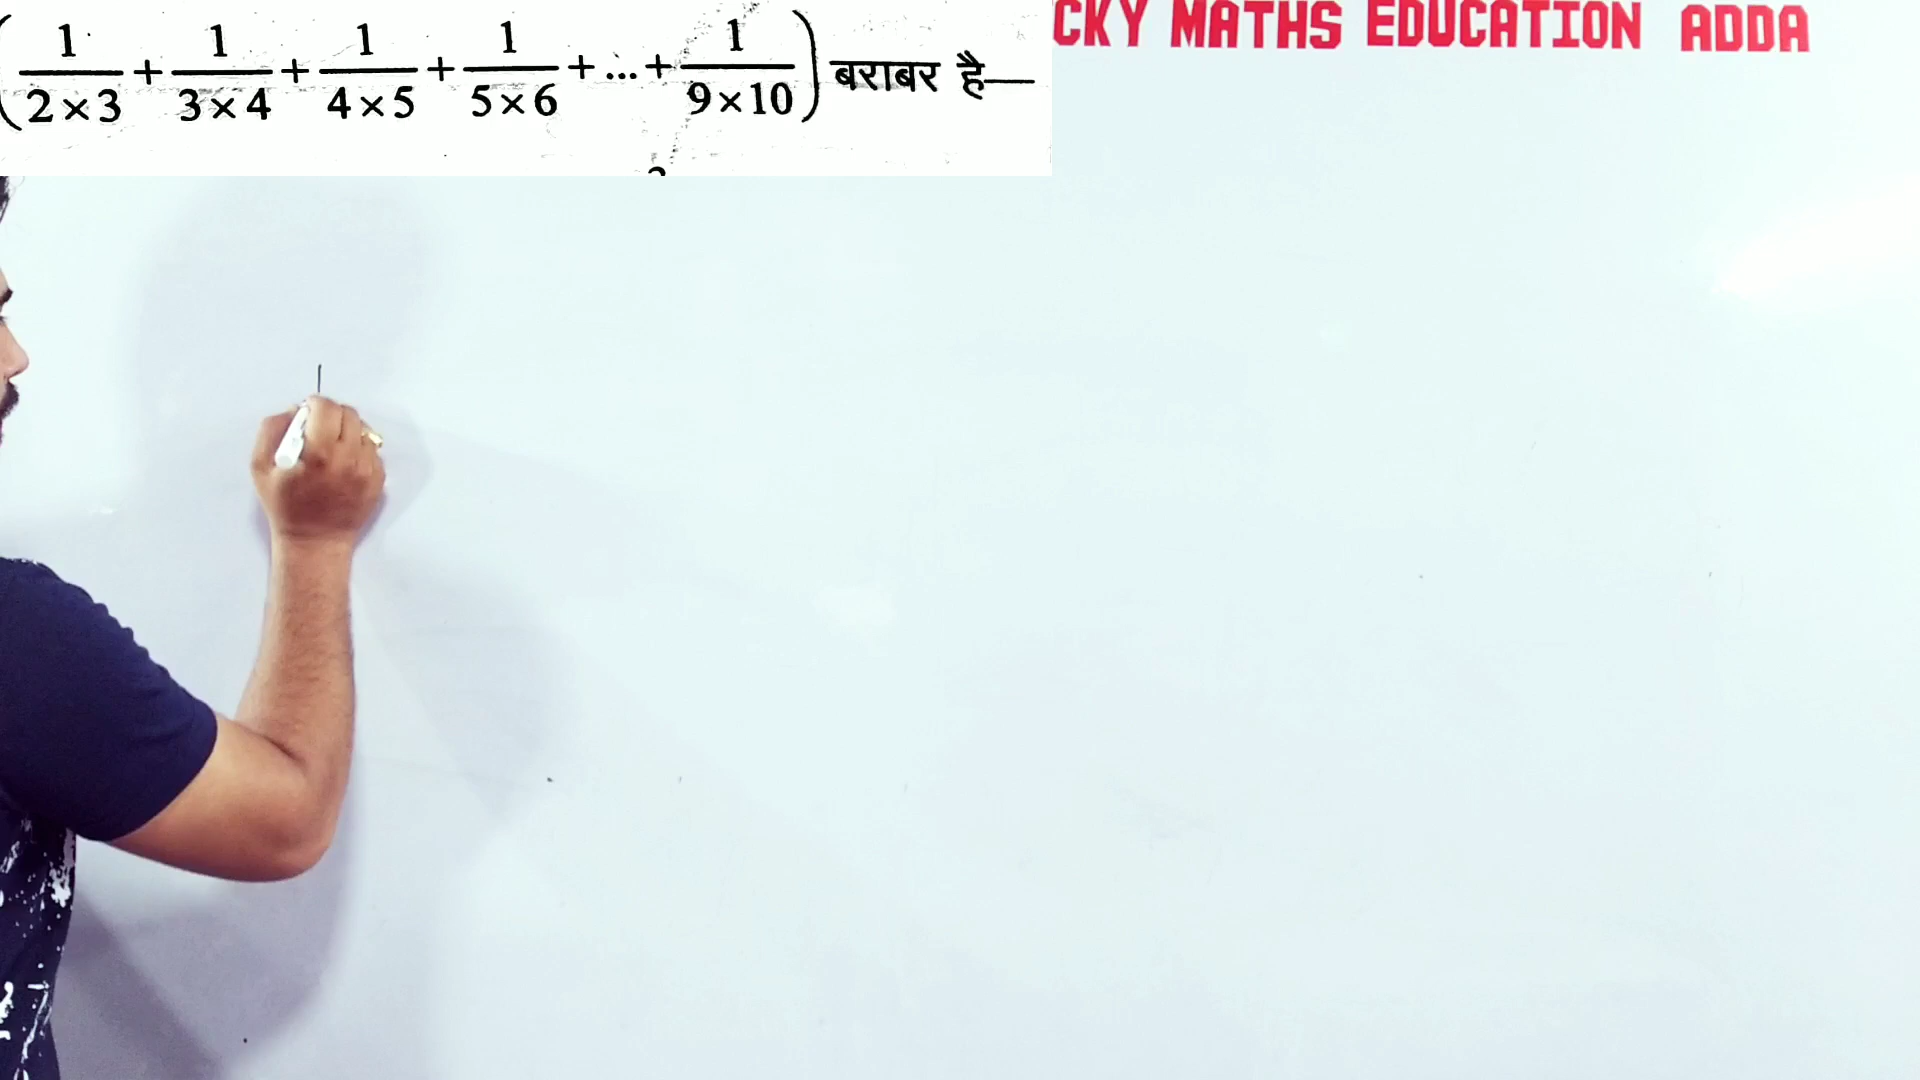 (1/2×3 + 1/3×4 + 1/4×5 + 1/5×6 + ... + 1/9×10) बराबर है—
CKY MATHS EDUCATION ADDA